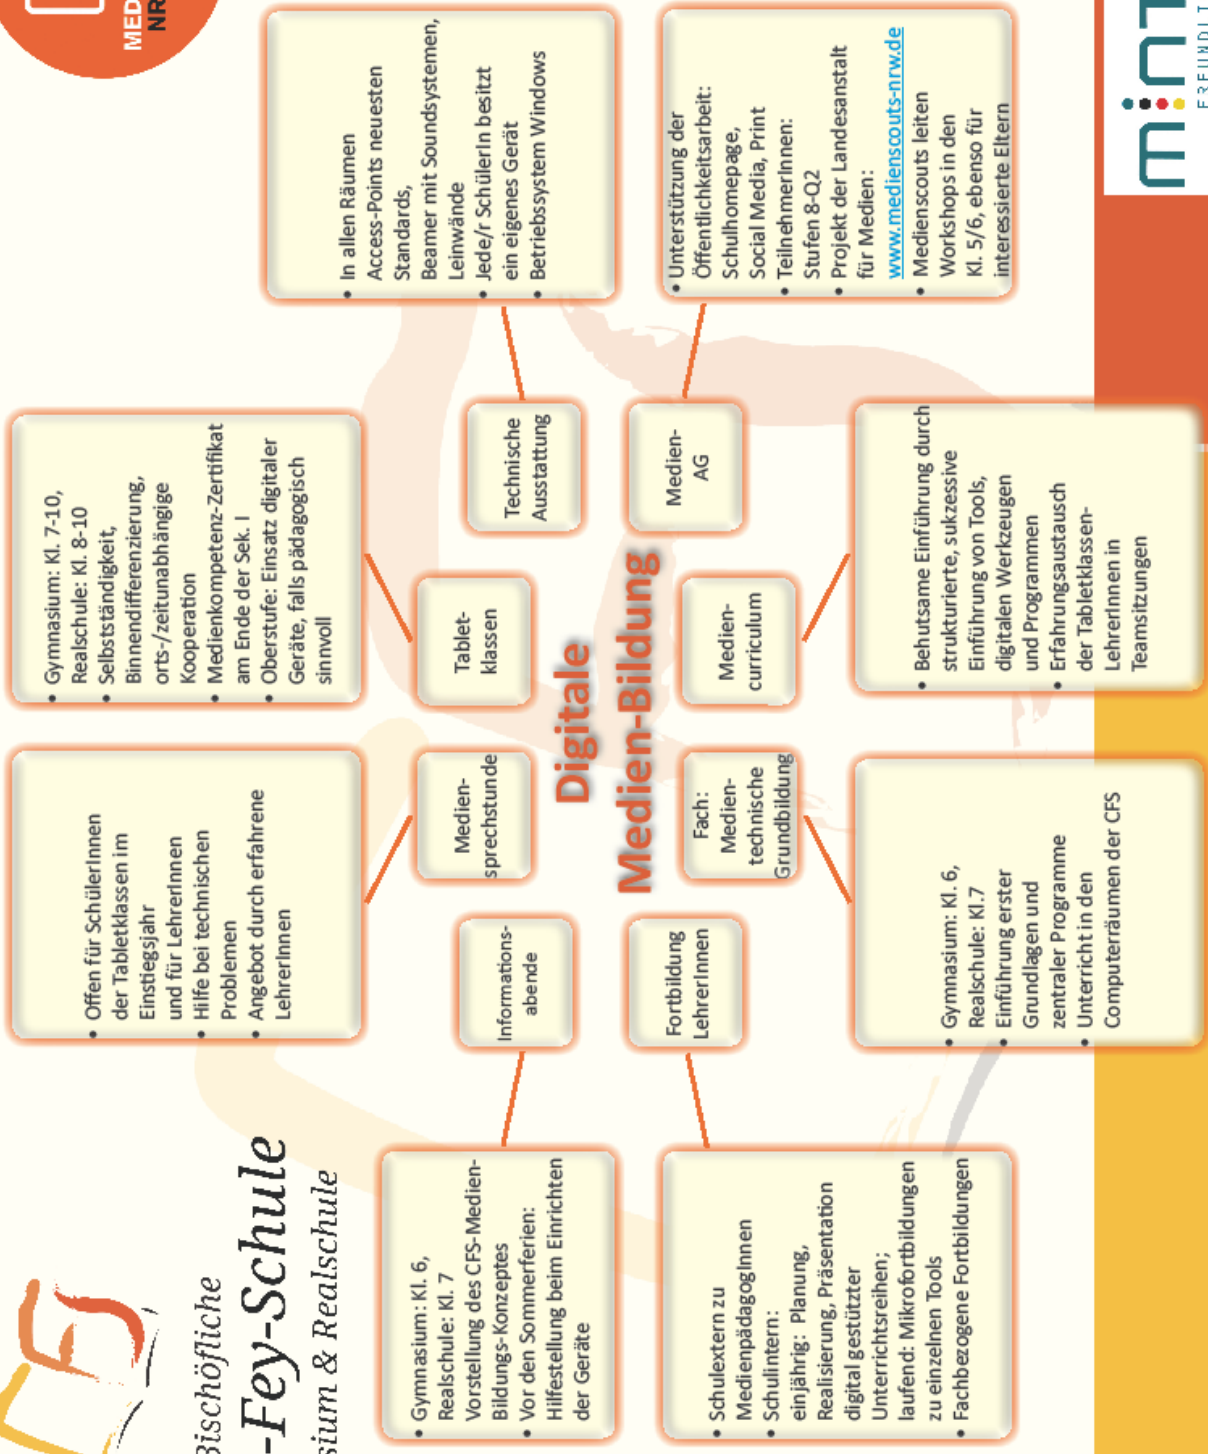 Bischöfliche
-Fey-Schule
sium & Realschule
MED
NR
Digitale
Medien-Bildung
Informations-
abende
• Gymnasium: Kl. 6,
Realschule: Kl. 7
Vorstellung des CFS-Medien-
Bildungs-Konzeptes
• Vor den Sommerferien:
Hilfestellung beim Einrichten
der Geräte
Medien-
sprechstunde
• Offen für SchülerInnen
der Tabletklassen im
Einstiegsjahr
und für LehrerInnen
• Hilfe bei technischen
Problemen
• Angebot durch erfahrene
LehrerInnen
Tablet-
klassen
• Gymnasium: Kl. 7-10,
Realschule: Kl. 8-10
• Selbstständigkeit,
Binnendifferenzierung,
orts-/zeitunabhängige
Kooperation
• Medienkompetenz-Zertifikat
am Ende der Sek. I
• Oberstufe: Einsatz digitaler
Geräte, falls pädagogisch
sinnvoll
Technische
Ausstattung
• In allen Räumen
Access-Points neuesten
Standards,
Beamer mit Soundsystemen,
Leinwände
• Jede/r SchülerIn besitzt
ein eigenes Gerät
• Betriebssystem Windows
Fortbildung
LehrerInnen
• Schulextern zu
MedienpädagogInnen
• Schulintern:
einjährig: Planung,
Realisierung, Präsentation
digital gestützter
Unterrichtsreihen;
laufend: Mikrofortbildungen
zu einzelnen Tools
• Fachbezogene Fortbildungen
Fach:
Medien-
technische
Grundbildung
• Gymnasium: Kl. 6,
Realschule: Kl.7
• Einführung erster
Grundlagen und
zentraler Programme
• Unterricht in den
Computerräumen der CFS
Medien-
curriculum
• Behutsame Einführung durch
strukturierte, sukzessive
Einführung von Tools,
digitalen Werkzeugen
und Programmen
• Erfahrungsaustausch
der Tabletklassen-
LehrerInnen in
Teamsitzungen
Medien-
AG
• Unterstützung der
Öffentlichkeitsarbeit:
Schulhomepage,
Social Media, Print
• TeilnehmerInnen:
Stufen 8-Q2
• Projekt der Landesanstalt
für Medien:
www.medienscouts-nrw.de
• Medienscouts leiten
Workshops in den
Kl. 5/6, ebenso für
interessierte Eltern